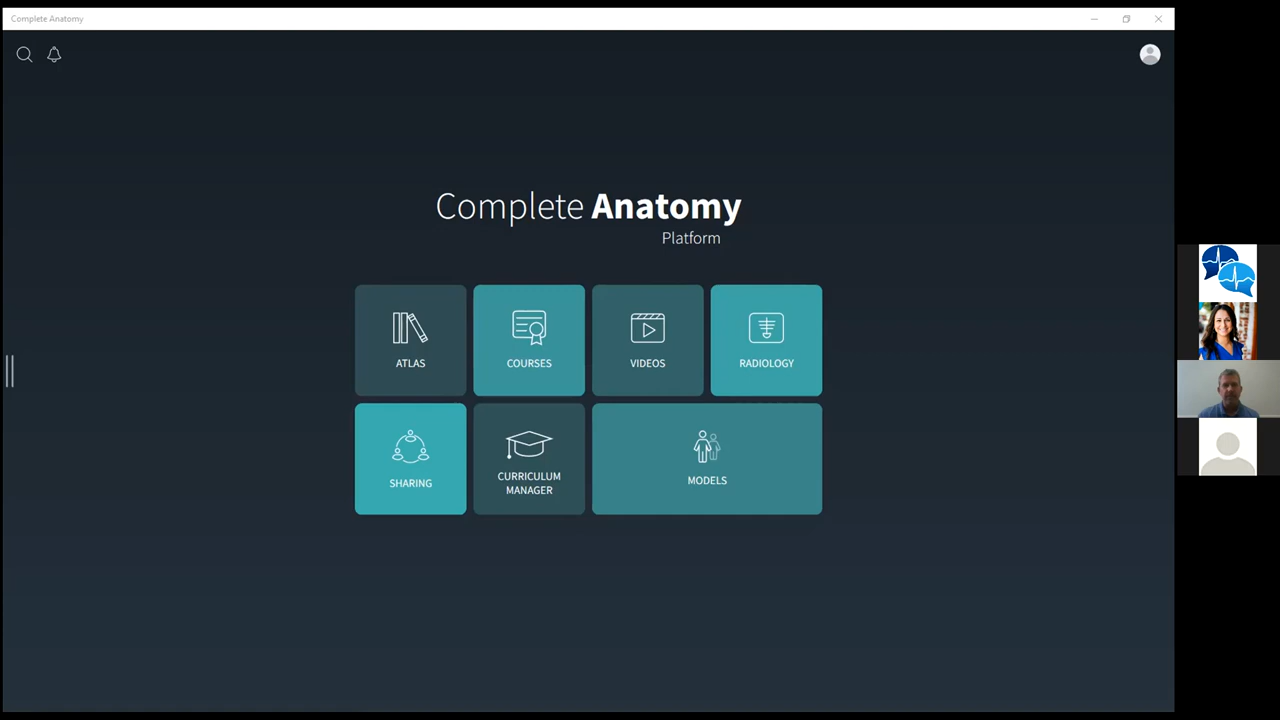 Complete Anatomy
Complete Anatomy
Platform
ATLAS
COURSES
VIDEOS
RADIOLOGY
SHARING
CURRICULUM
MANAGER
MODELS